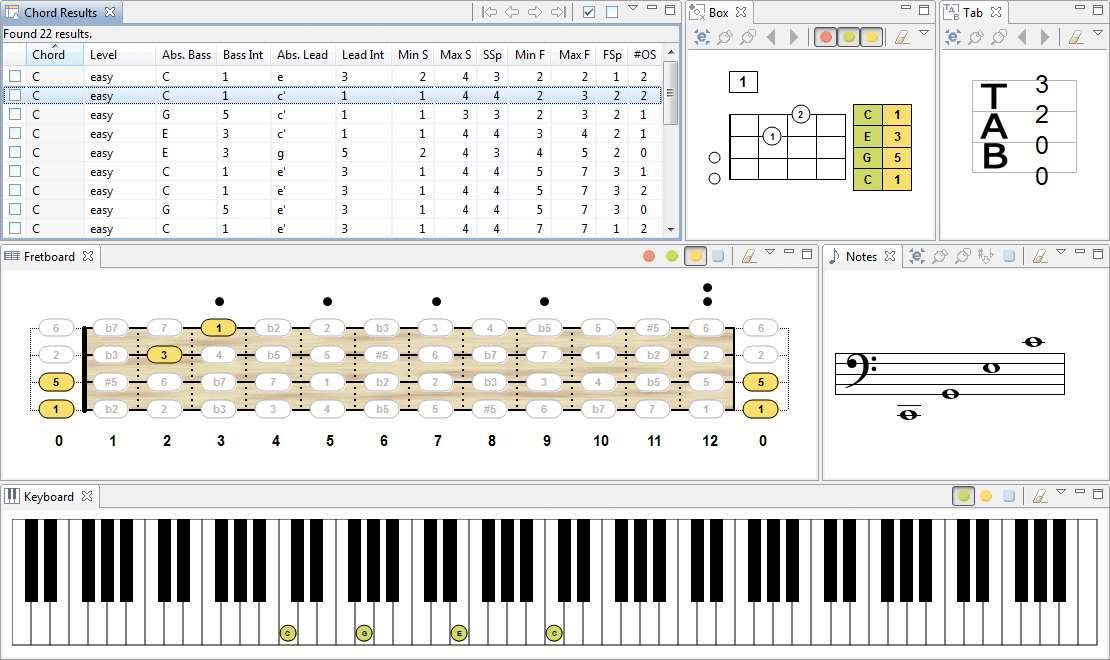 Chord Results
Found 22 results.
Chord Level Abs. Bass Bass Int Abs. Lead Lead Int Min S Max S SSp Min F Max F FSp #OS
C easy C 1 e 3 2 4 3 2 2 1 2
C easy C 1 c' 1 1 4 4 2 3 2 2
C easy G 5 c' 1 1 3 3 2 3 2 1
C easy E 3 c' 1 1 4 4 3 4 2 1
C easy E 3 g 5 2 4 3 4 5 2 0
C easy C 1 e' 3 1 4 4 5 7 3 1
C easy C 1 e' 3 1 4 4 5 7 3 2
C easy G 5 e' 3 1 4 4 5 7 3 0
C easy C 1 e' 3 1 4 4 7 7 1 2
Box
1
2
1
C 1
E 3
G 5
C 1
Tab
TAB
3
2
0
0
Fretboard
6 b7 7 1 b2 2 b3 3 4 b5 5 #5 6 6
2 b3 3 4 b5 5 #5 6 b7 7 1 b2 2 2
5 #5 6 b7 7 1 b2 2 b3 3 4 b5 5 5
1 b2 2 b3 3 4 b5 5 #5 6 b7 7 1 1
0 1 2 3 4 5 6 7 8 9 10 11 12 0
Notes
Keyboard
C G E C